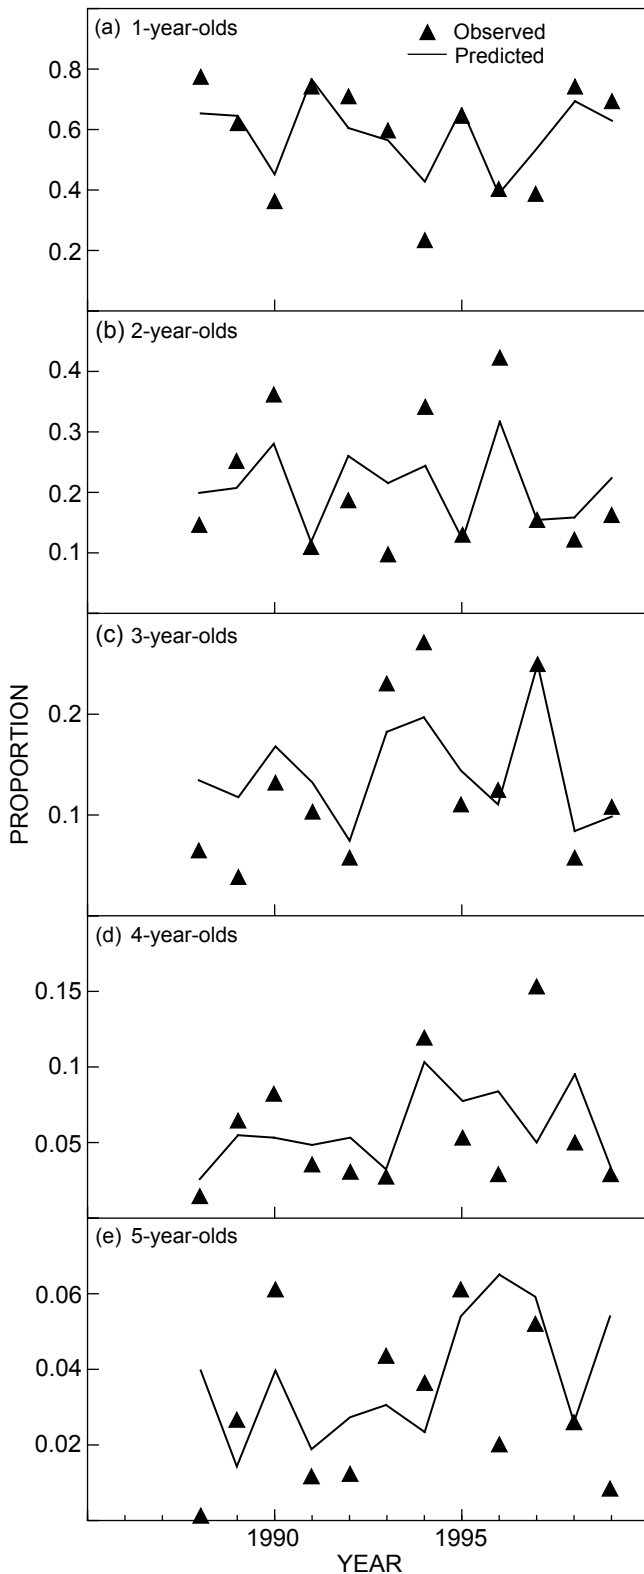 (a) 1-year-olds
Observed
Predicted
0.8
0.6
0.4
0.2
(b) 2-year-olds
0.4
0.3
0.2
0.1
(c) 3-year-olds
0.2
0.1
PROPORTION
(d) 4-year-olds
0.15
0.1
0.05
(e) 5-year-olds
0.06
0.04
0.02
1990 1995
YEAR